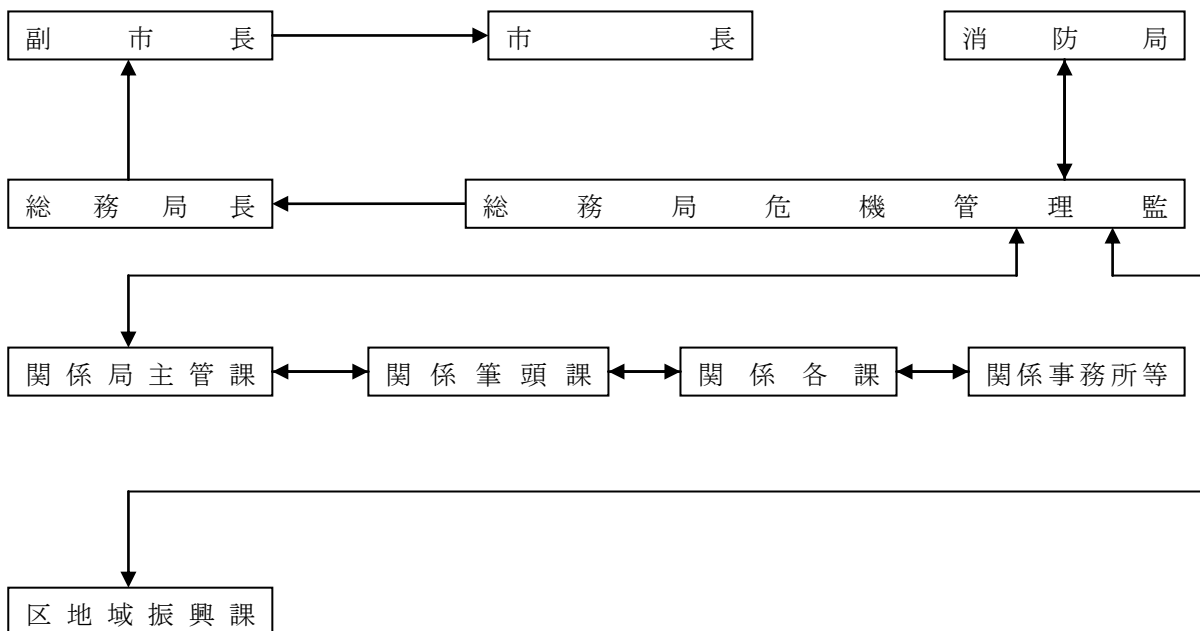 副市長 市長 消防局
総務局長 総務局危機管理監
関係局主管課 関係筆頭課 関係各課 関係事務所等
区地域振興課